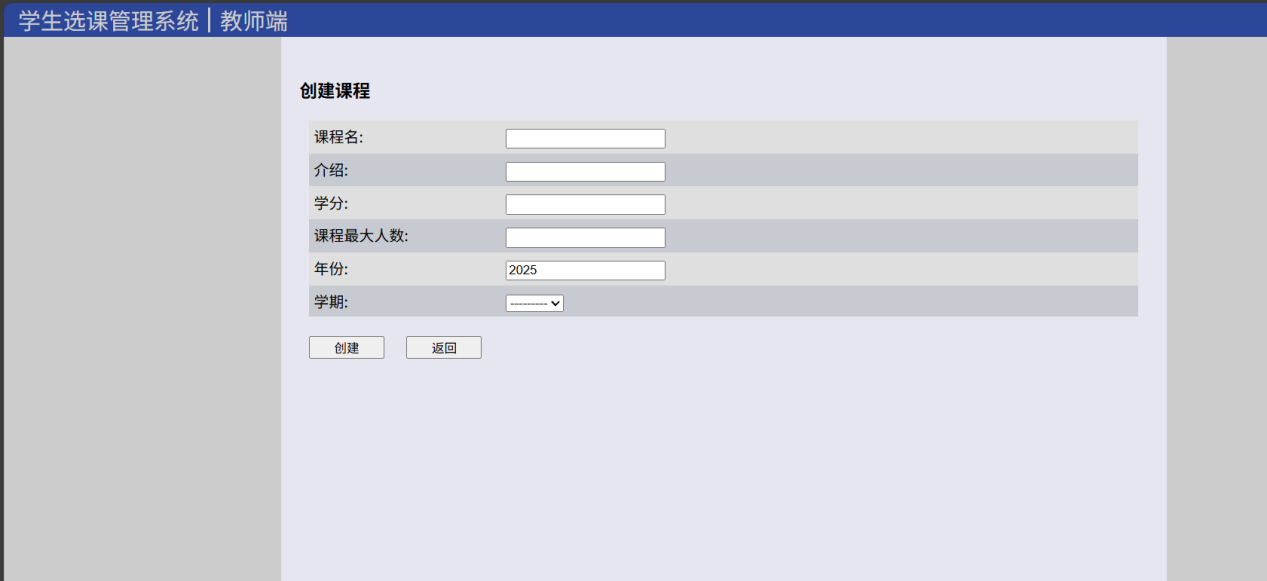 学生选课管理系统 | 教师端
创建课程
课程名:
介绍:
学分:
课程最大人数:
年份: 2025
学期: ---------
创建 返回